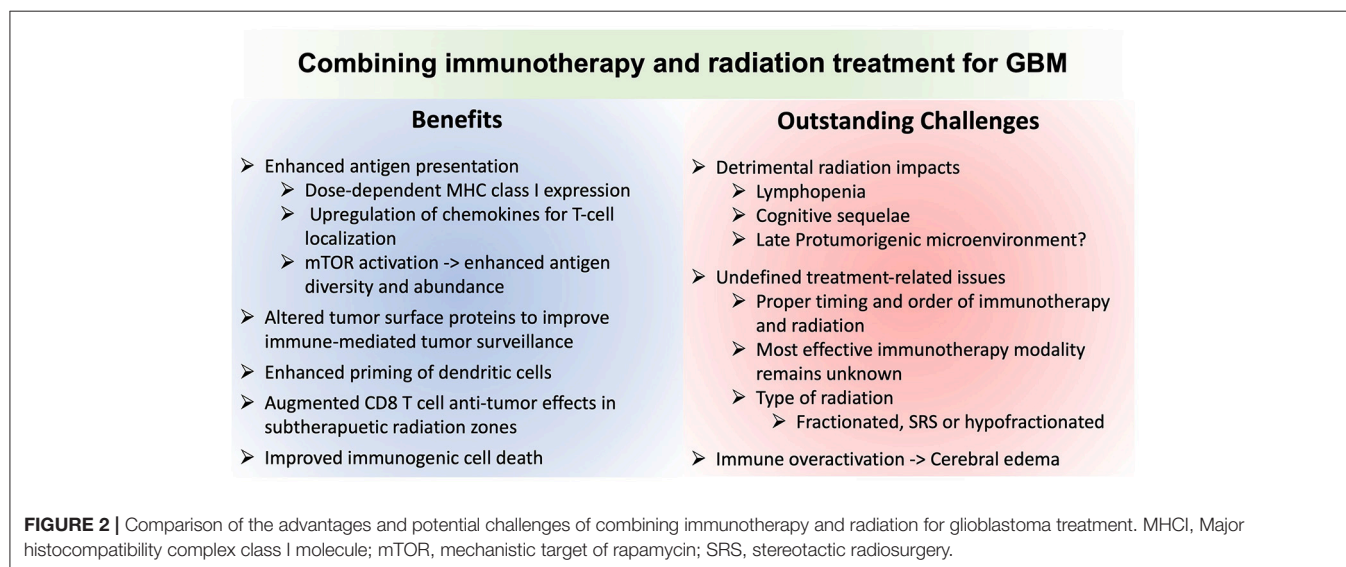 Combining immunotherapy and radiation treatment for GBM
Benefits
➢ Enhanced antigen presentation
➢ Dose-dependent MHC class I expression
➢ Upregulation of chemokines for T-cell
localization
➢ mTOR activation -> enhanced antigen
diversity and abundance
➢ Altered tumor surface proteins to improve
immune-mediated tumor surveillance
➢ Enhanced priming of dendritic cells
➢ Augmented CD8 T cell anti-tumor effects in
subtherapuetic radiation zones
➢ Improved immunogenic cell death
Outstanding Challenges
➢ Detrimental radiation impacts
➢ Lymphopenia
➢ Cognitive sequelae
➢ Late Protumorigenic microenvironment?
➢ Undefined treatment-related issues
➢ Proper timing and order of immunotherapy
and radiation
➢ Most effective immunotherapy modality
remains unknown
➢ Type of radiation
➢ Fractionated, SRS or hypofractionated
➢ Immune overactivation -> Cerebral edema
FIGURE 2 | Comparison of the advantages and potential challenges of combining immunotherapy and radiation for glioblastoma treatment. MHCI, Major
histocompatibility complex class I molecule; mTOR, mechanistic target of rapamycin; SRS, stereotactic radiosurgery.